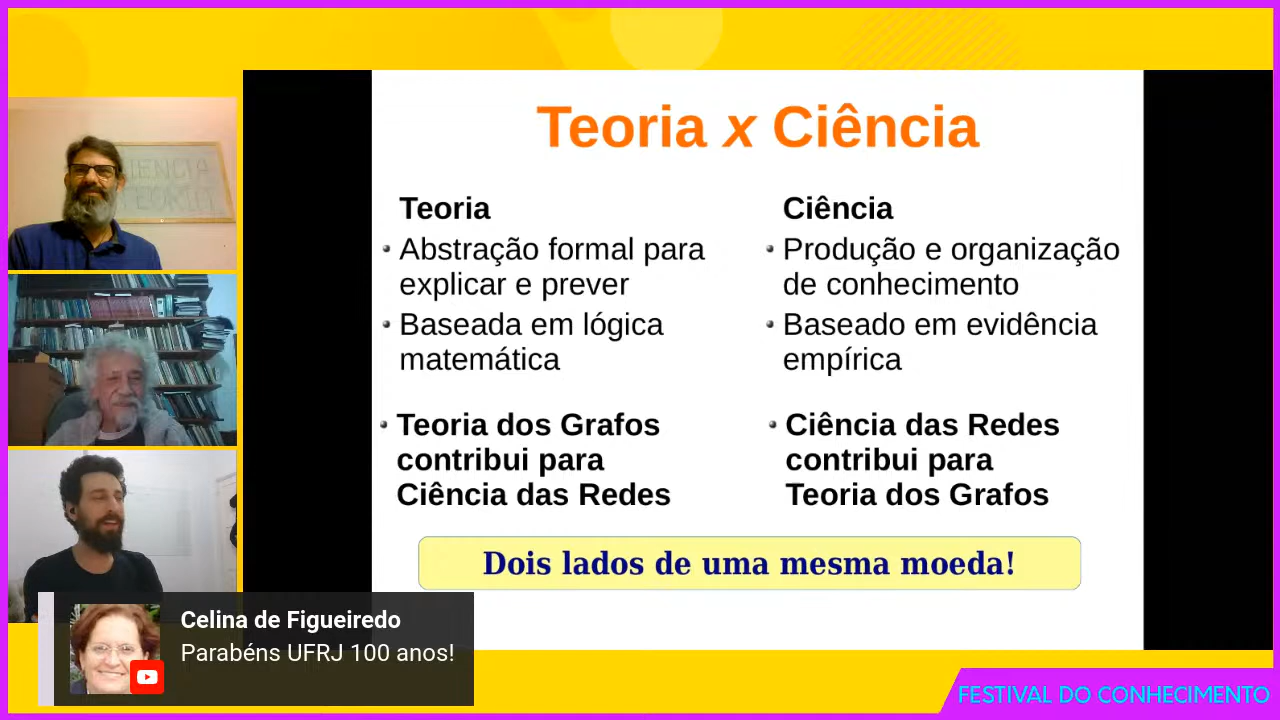 Teoria x Ciência
Teoria
Abstração formal para
explicar e prever
Baseada em lógica
matemática
Teoria dos Grafos
contribui para
Ciência das Redes
Ciência
Produção e organização
de conhecimento
Baseado em evidência
empírica
Ciência das Redes
contribui para
Teoria dos Grafos
Dois lados de uma mesma moeda!
Celina de Figueiredo
Parabéns UFRJ 100 anos!
FESTIVAL DO CONHECIMENTO